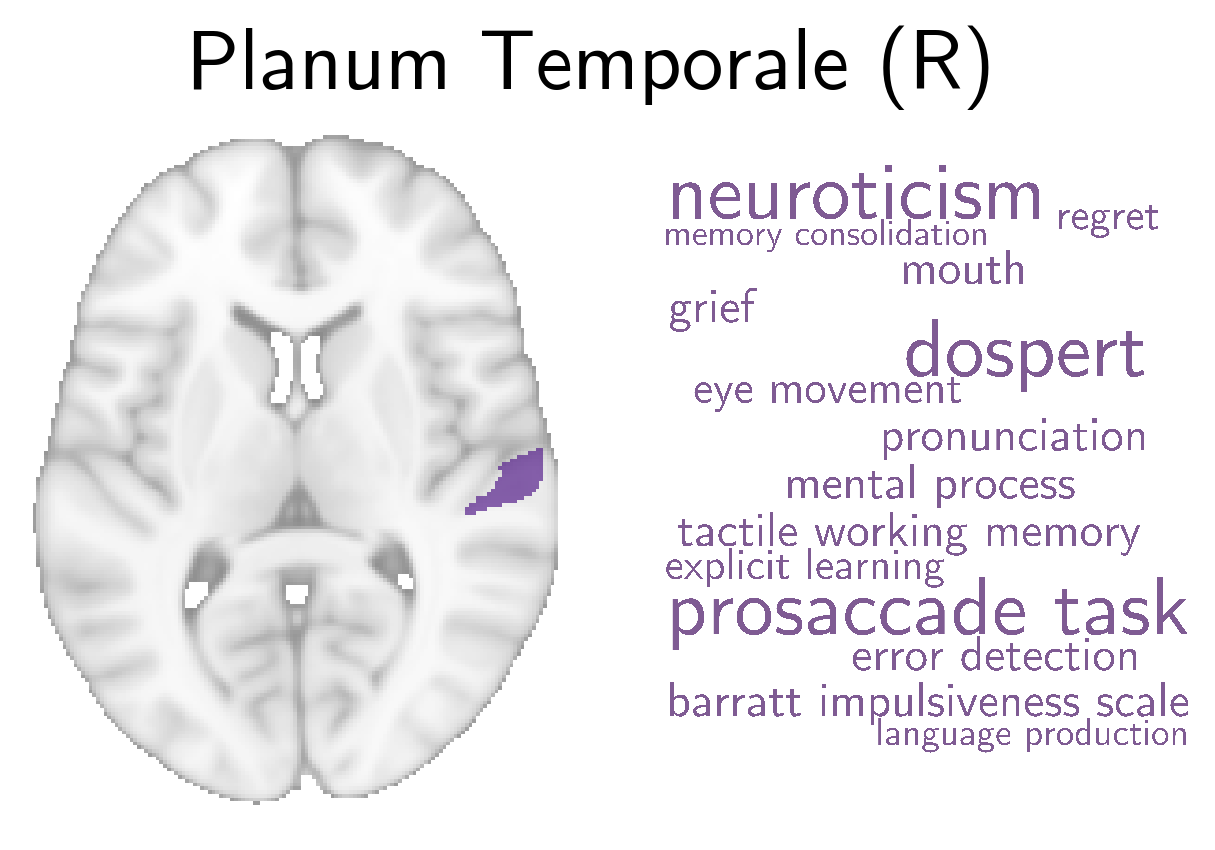 Planum Temporale (R)
neuroticism
regret
memory consolidation
mouth
grief
dospert
eye movement
pronunciation
mental process
tactile working memory
explicit learning
prosaccade task
error detection
barratt impulsiveness scale
language production